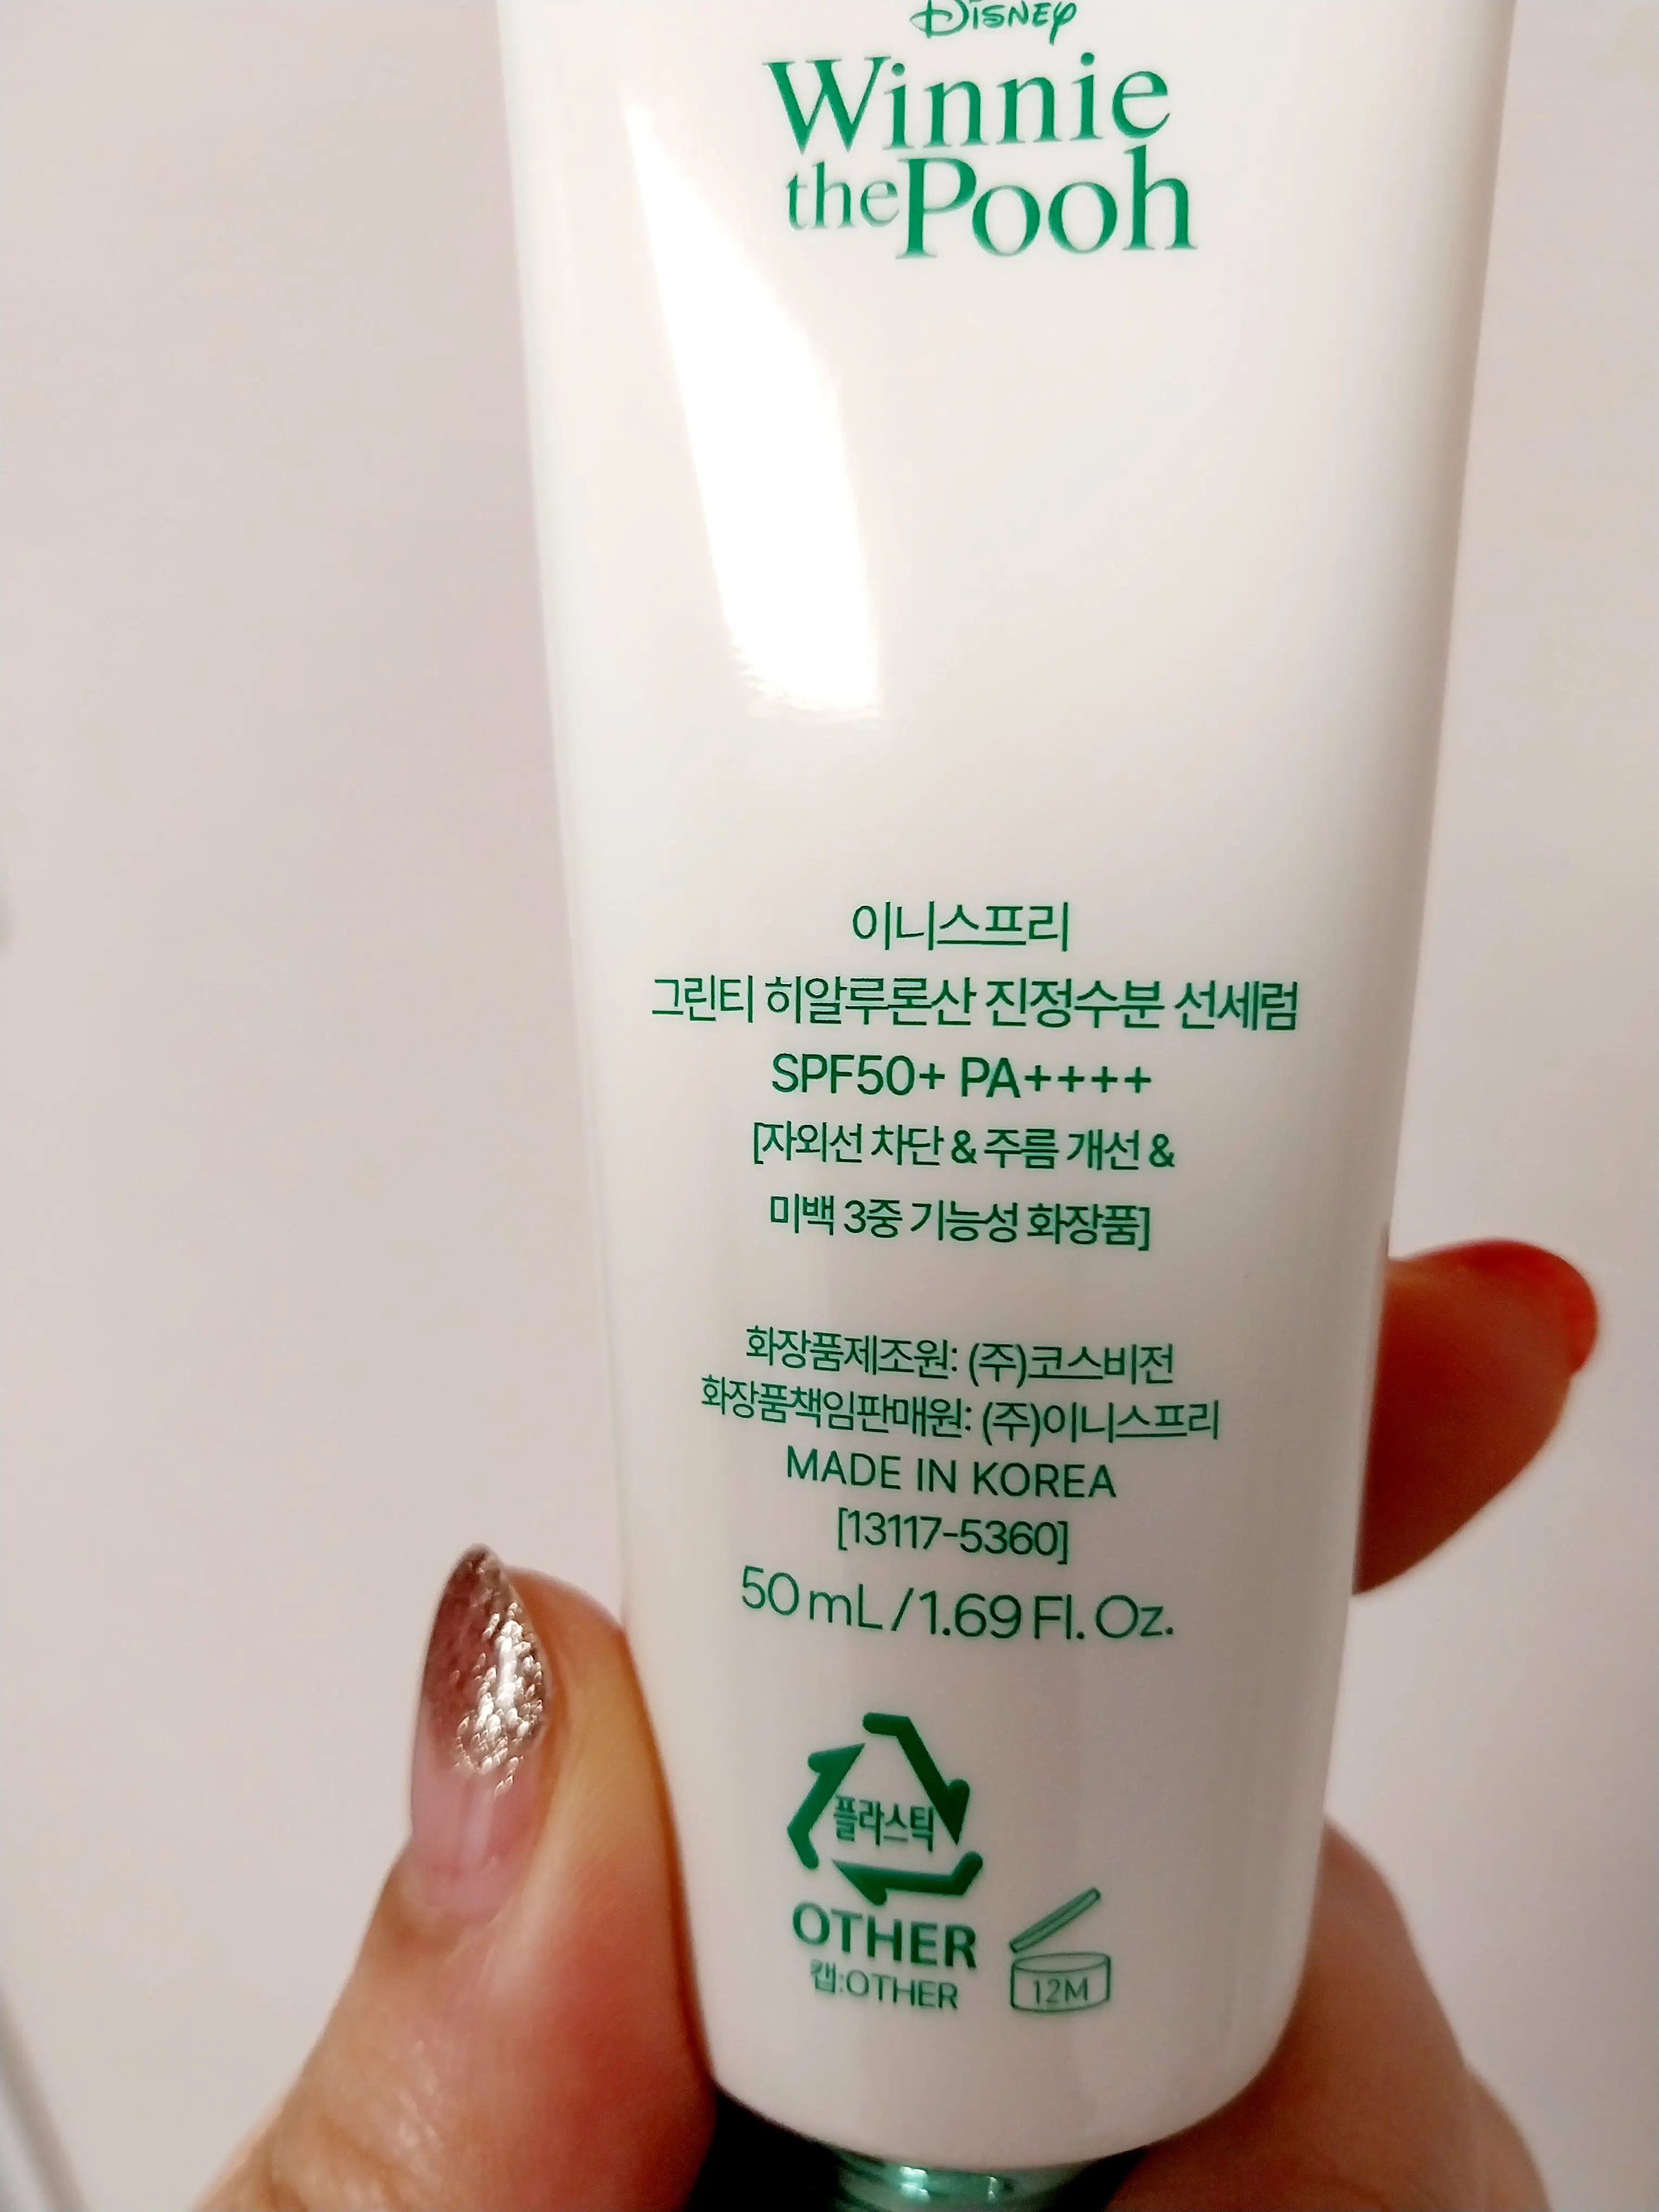 Disney
Winnie
the Pooh
이니스프리
그린티 히알루론산 진정수분 선세럼
SPF50+ PA++++
[자외선 차단 & 주름 개선 &
미백 3중 기능성 화장품]
화장품제조원: (주)코스비전
화장품책임판매원: (주)이니스프리
MADE IN KOREA
[13117-5360]
50 mL / 1.69 Fl. Oz.
플라스틱
OTHER
캡:OTHER
12M